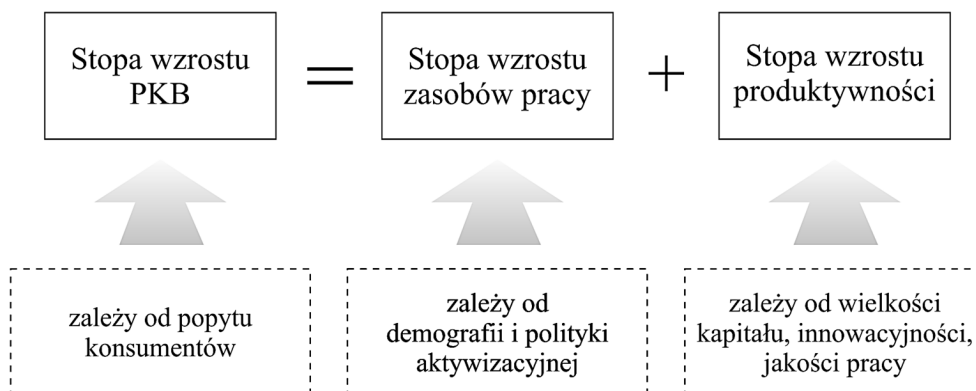 Stopa wzrostu
PKB
=
Stopa wzrostu
zasobów pracy
+
Stopa wzrostu
produktywności
zależy od popytu
konsumentów
zależy od
demografii i polityki
aktywizacyjnej
zależy od wielkości
kapitału, innowacyjności,
jakości pracy